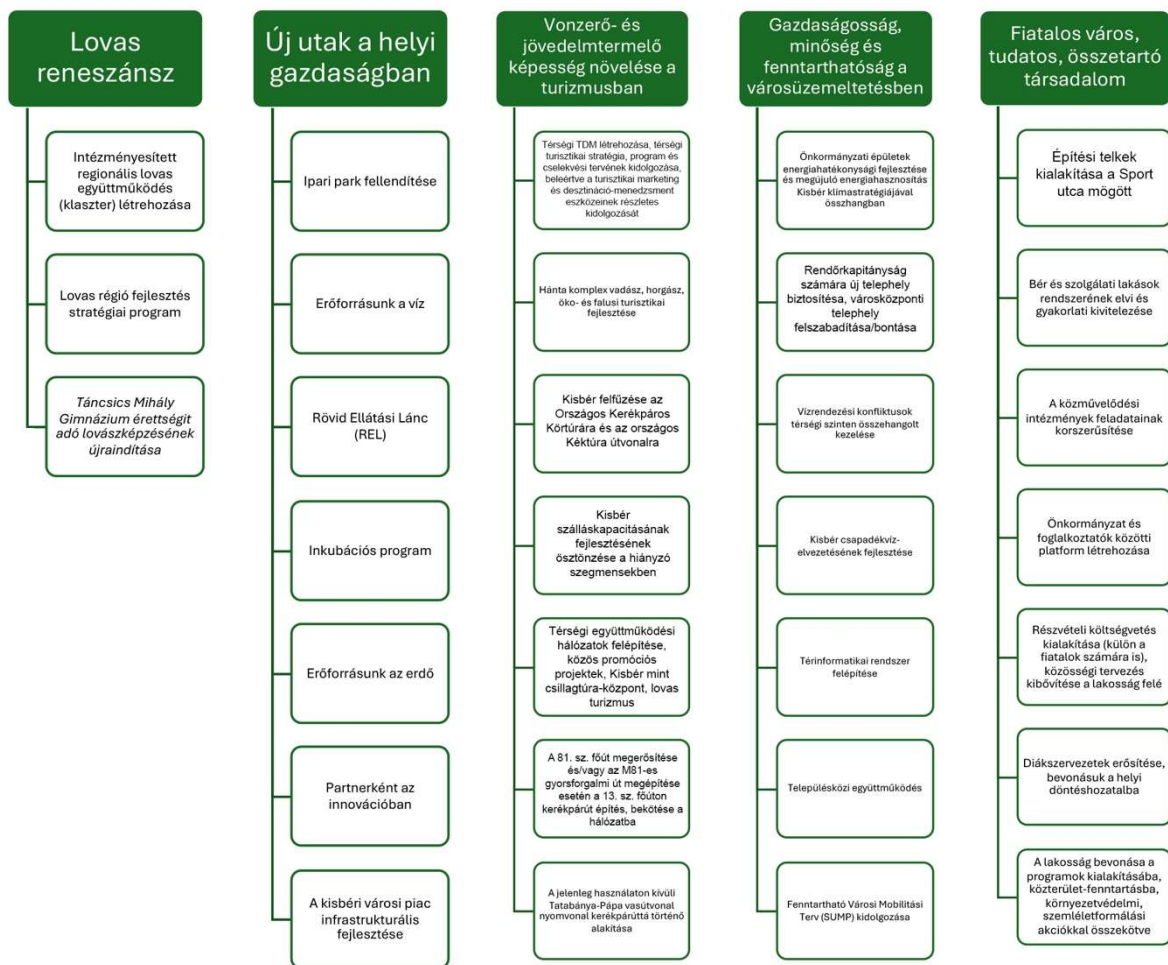 Lovas
reneszánsz
Intézményesített
regionális lovas
együttműködés
(klaszter) létrehozása
Lovas régió fejlesztés
stratégiai program
Táncsics Mihály
Gimnázium érettségit
adó lovászképzésének
újraindítása
Új utak a helyi
gazdaságban
Ipari park fellendítése
Erőforrásunk a víz
Rövid Ellátási Lánc
(REL)
Inkubációs program
Erőforrásunk az erdő
Partnerként az
innovációban
A kisbéri városi piac
infrastrukturális
fejlesztése
Vonzerő- és
jövedelmtermelő
képesség növelése a
turizmusban
Térségi TDM létrehozása, térségi
turisztikai stratégia, program és
cselekvési tervének kidolgozása,
beleértve a turisztikai marketing
és desztináció-menedzsment
eszközeinek részletes
kidolgozását
Hánta komplex vadász, horgász,
öko- és falusi turisztikai
fejlesztése
Kisbér felfűzése az
Országos Kerékpáros
Körtúrára és az országos
Kéktúra útvonalra
Kisbér
szálláskapacitásának
fejlesztésének
ösztönzése a hiányzó
szegmensekben
Térségi együttműködési
hálózatok felépítése,
közös promóciós
projektek, Kisbér mint
csillagtúra-központ, lovas
turizmus
A 81. sz. főút megerősítése
és/vagy az M81-es
gyorsforgalmi út megépítése
esetén a 13. sz. főúton
kerékpárút építés, bekötése a
hálózatba
A jelenleg használaton kívüli
Tatabánya-Pápa vasútvonal
nyomvonal kerékpárúttá történő
alakítása
Gazdaságosság,
minőség és
fenntarthatóság a
városüzemeltetésben
Önkormányzati épületek
energiahatékonysági fejlesztése
és megújuló energiahasznosítás
Kisbér klímastratégiájával
összhangban
Rendőrkapitányság
számára új telephely
biztosítése, városközponti
telephely
felszabadítása/bontása
Vízrendezési konfliktusok
térségi szinten összehangolt
kezelése
Kisbér csapadékvíz-
elvezetésének fejlesztése
Térinformatikai rendszer
felépítése
Településközi együttműködés
Fenntartható Városi Mobilitási
Terv (SUMP) kidolgozása
Fiatalos város,
tudatos, összetartó
társadalom
Építési telkek
kialakítása a Sport
utca mögött
Bér és szolgálati lakások
rendszerének elvi és
gyakorlati kivitelezése
A közművelődési
intézmények feladatainak
korszerűsítése
Önkormányzat és
foglalkoztatók közötti
platform létrehozása
Részvételi költségvetés
kialakítása (külön a
fiatalok számára is),
közösségi tervezés
kibővítése a lakosság felé
Diákszervezetek erősítése,
bevonásuk a helyi
döntéshozatalba
A lakosság bevonása a
programok kialakításába,
közterület-fenntartásba,
környezetvédelmi,
szemléletformálási
akciókkal összekötve